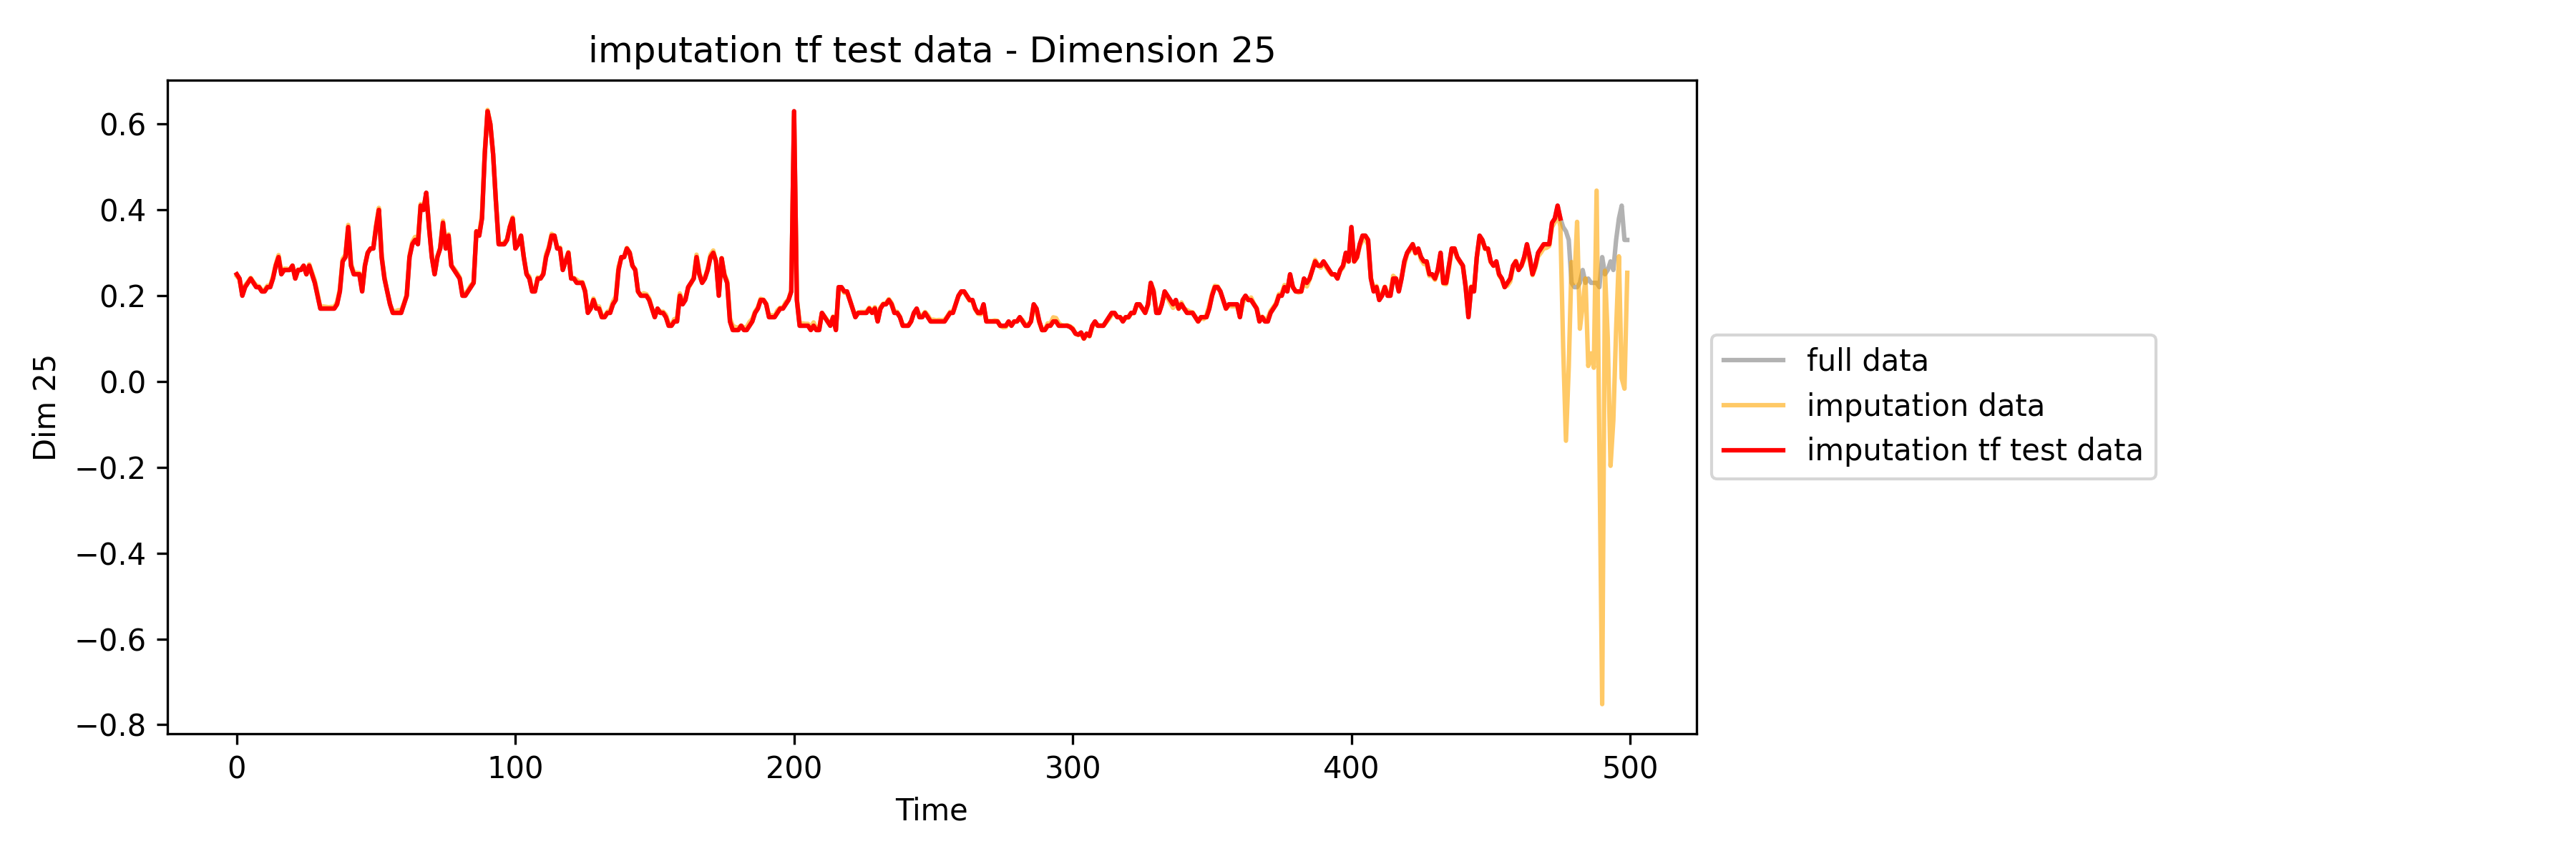 imputation tf test data - Dimension 25
Dim 25
0.6
0.4
0.2
0.0
−0.2
−0.4
−0.6
−0.8
0 100 200 300 400 500
Time
full data
imputation data
imputation tf test data